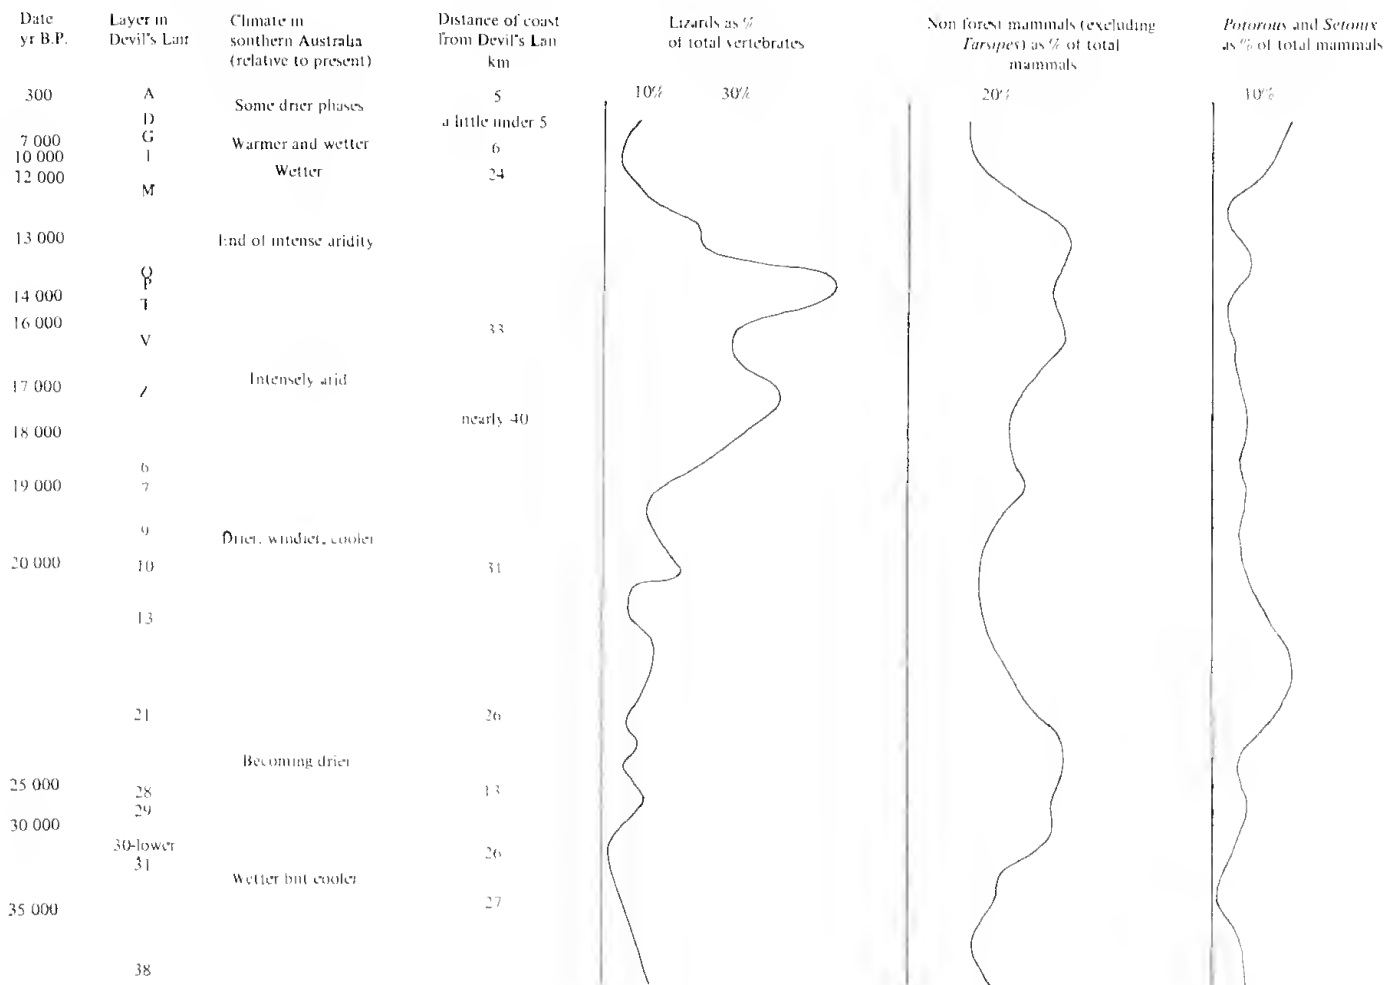 Date Layer in Climate in Distance of coast Lizards as % Non forest mammals (excluding Potorous and Setonix
yr B.P. Devil's Lair southern Australia from Devil's Lair of total vertebrates Tarsipes) as % of total as % of total mammals
(relative to present) km mammals
300 A Some drier phases 5 10% 30% 20% 10%
D a little under 5
G
7 000 Warmer and wetter 6
10 000 I
12 000 Wetter 24
M
13 000 End of intense aridity
O
P
14 000 T
16 000 33
V
17 000 Z Intensely arid
nearly 40
18 000
6
19 000 7
9 Drier, windier, cooler
20 000 10 31
13
21 26
Becoming drier
25 000 28 13
29
30 000
30-lower 26
31
Wetter but cooler
35 000 27
38